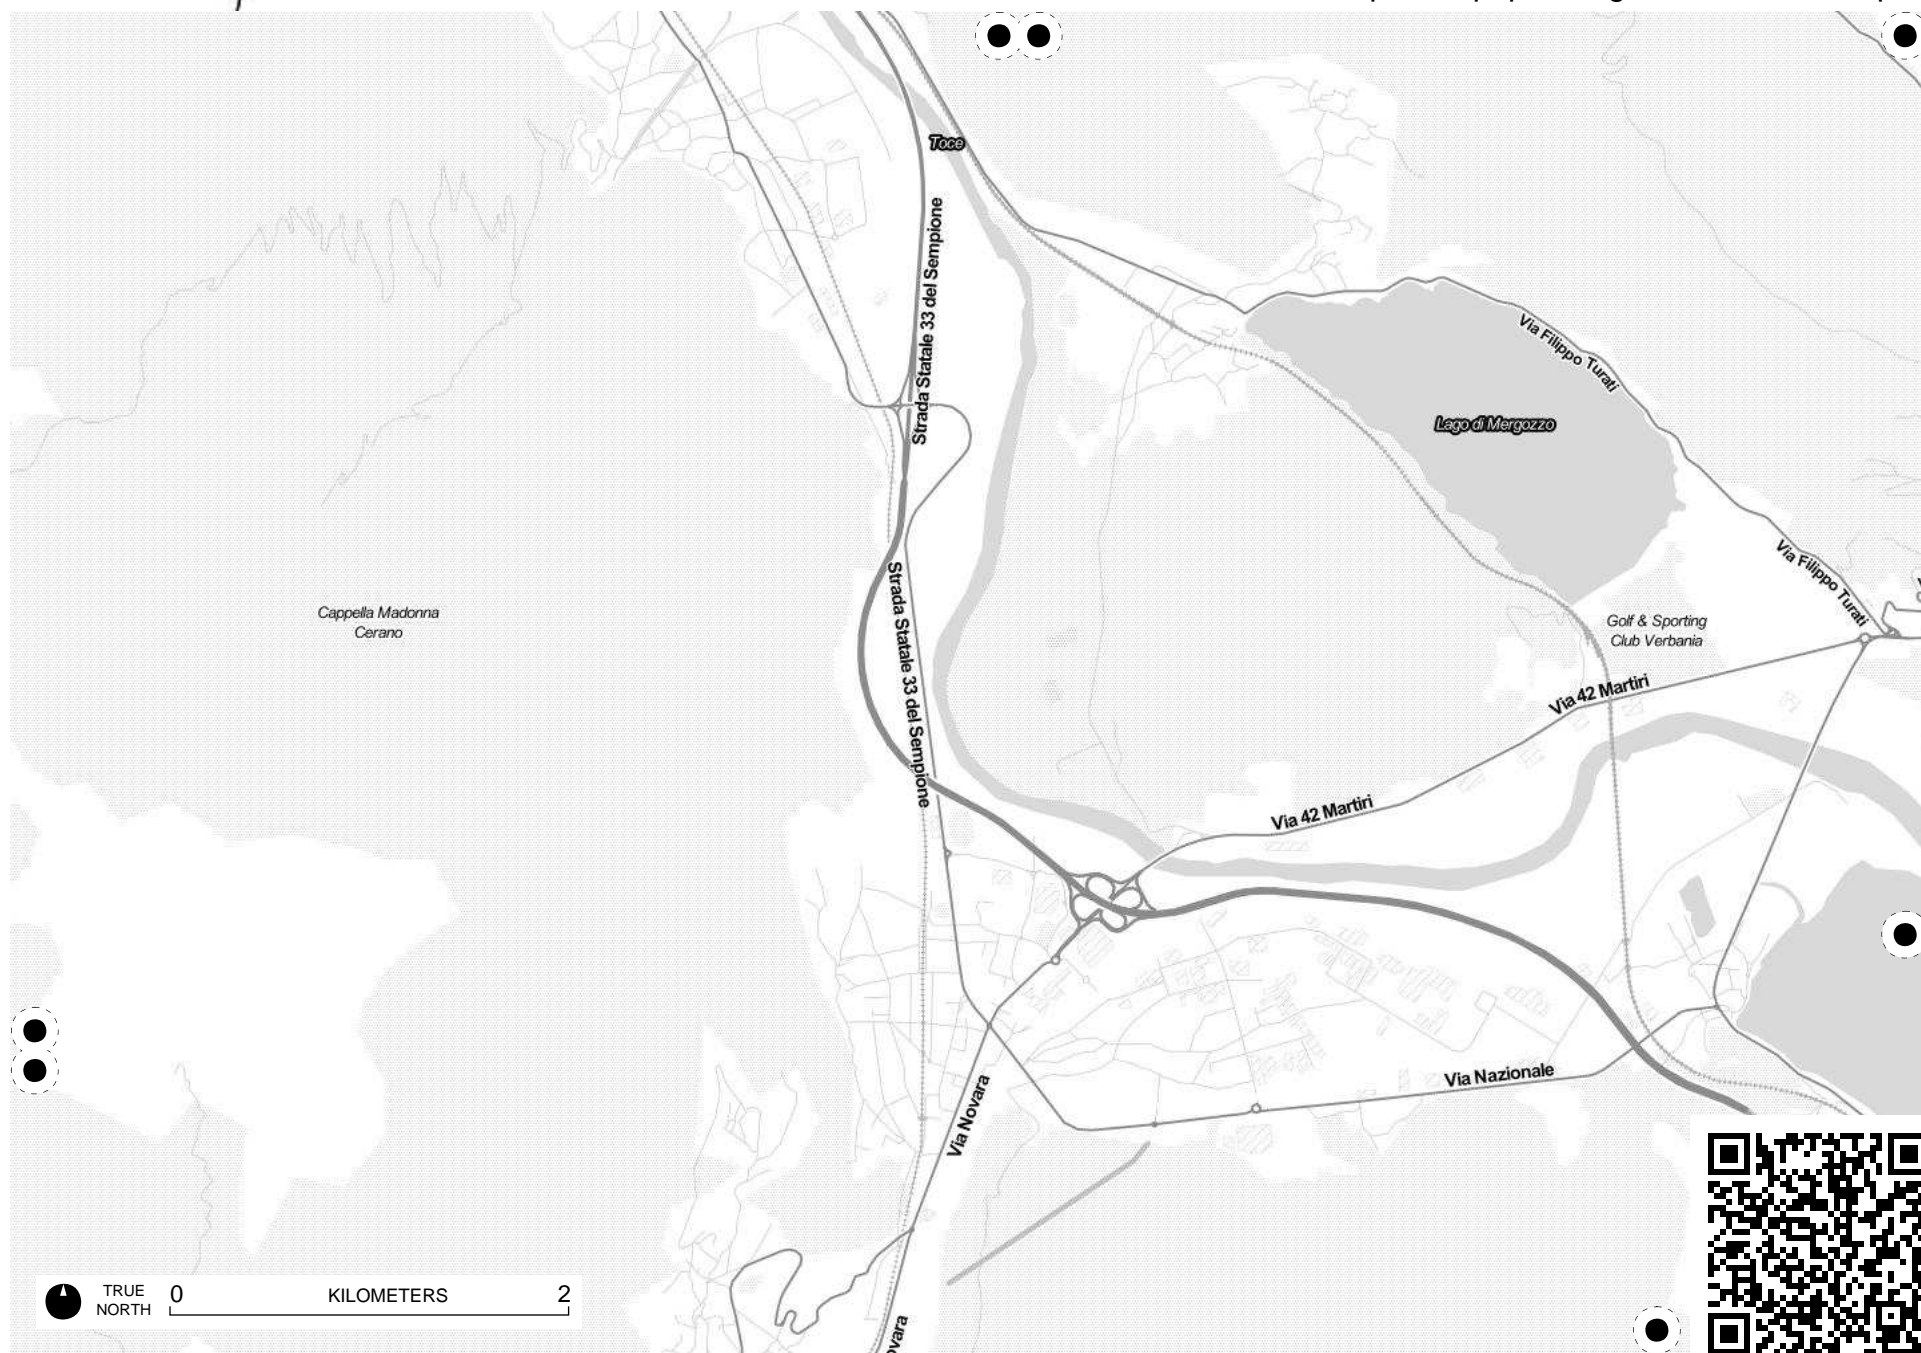 Toce
Strada Statale 33 del Sempione
Via Filippo Turati
Lago di Mergozzo
Via Filippo Turati
Strada Statale 33 del Sempione
Cappella Madonna
Cerano
Golf & Sporting
Club Verbania
Via 42 Martiri
Via 42 Martiri
Via Nazionale
Via Novara
TRUE
NORTH
0
KILOMETERS
2